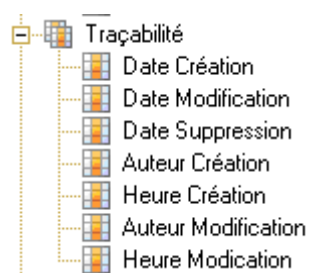 Traçabilité
Date Création
Date Modification
Date Suppression
Auteur Création
Heure Création
Auteur Modification
Heure Modication